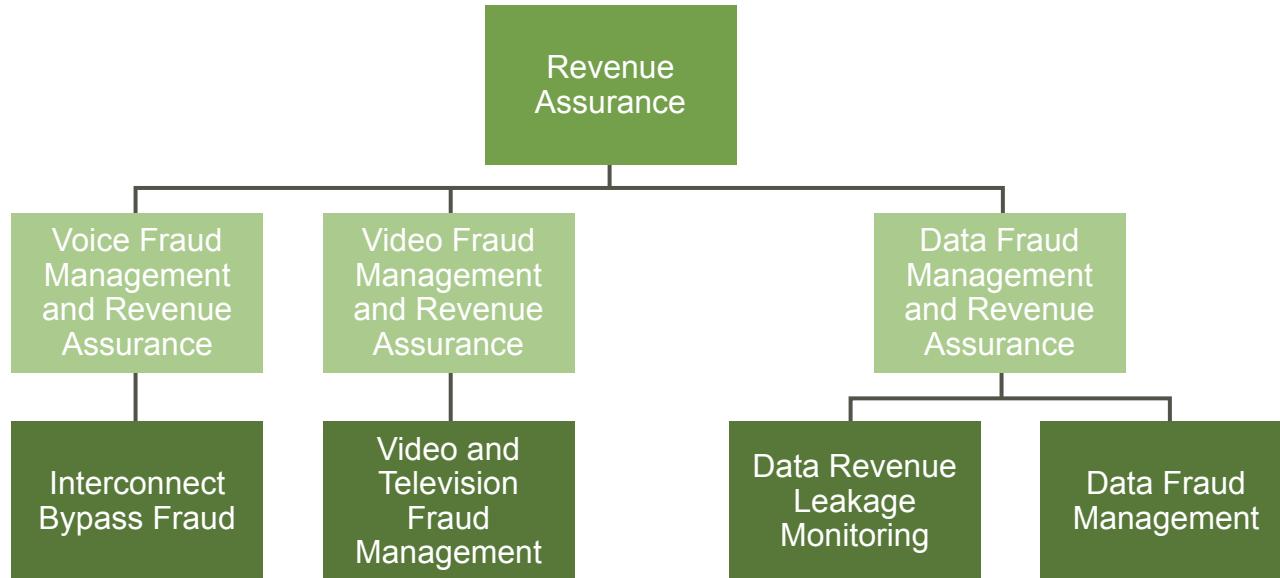 Revenue
Assurance
Voice Fraud
Management
and Revenue
Assurance
Video Fraud
Management
and Revenue
Assurance
Data Fraud
Management
and Revenue
Assurance
Interconnect
Bypass Fraud
Video and
Television
Fraud
Management
Data Revenue
Leakage
Monitoring
Data Fraud
Management